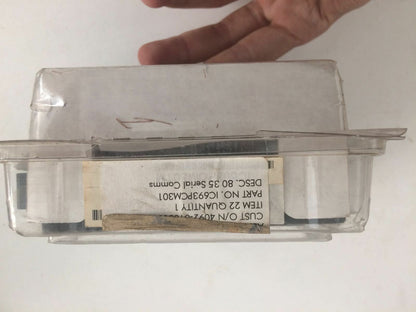 CUST O/N
ITEM 22 QUANTITY 1
PART NO. IC693PCM301
DESC. 80 35 Serial Comms